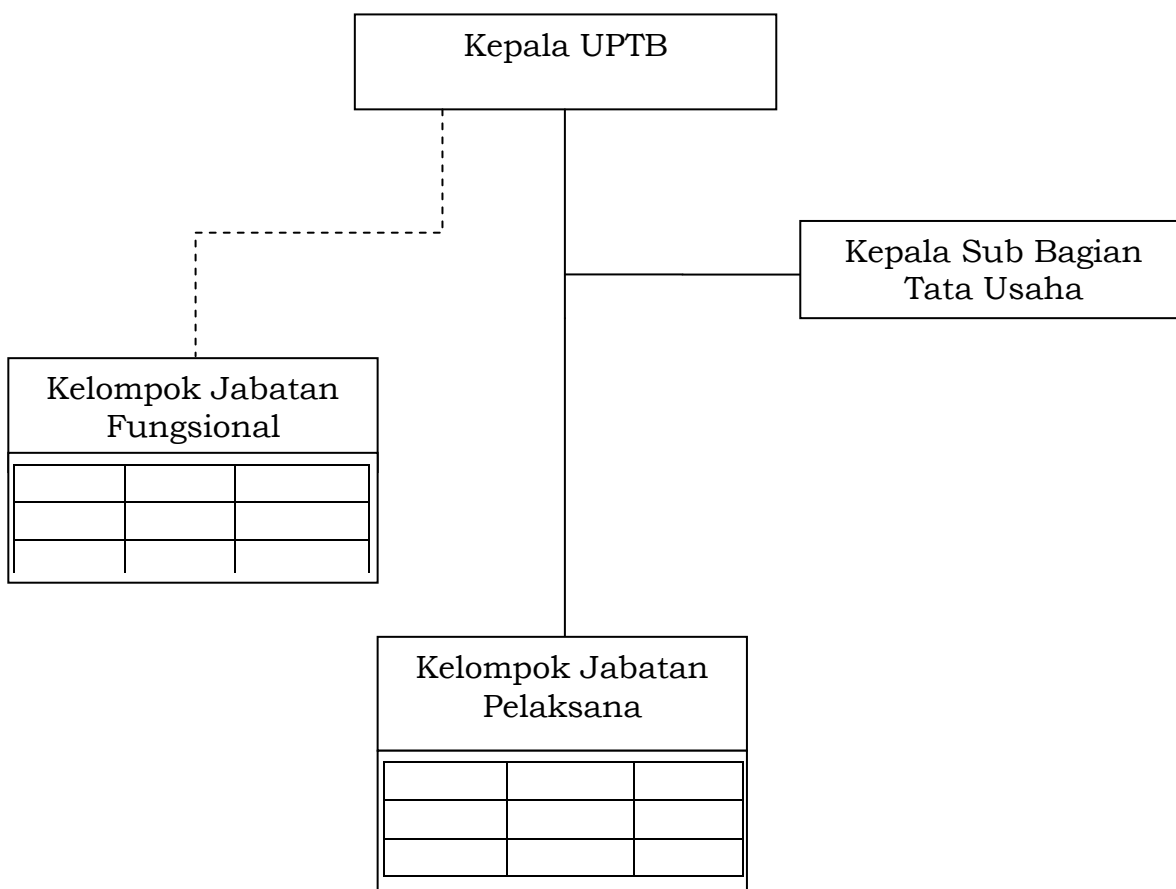 Kepala UPTB
Kepala Sub Bagian
Tata Usaha
Kelompok Jabatan
Fungsional
Kelompok Jabatan
Pelaksana